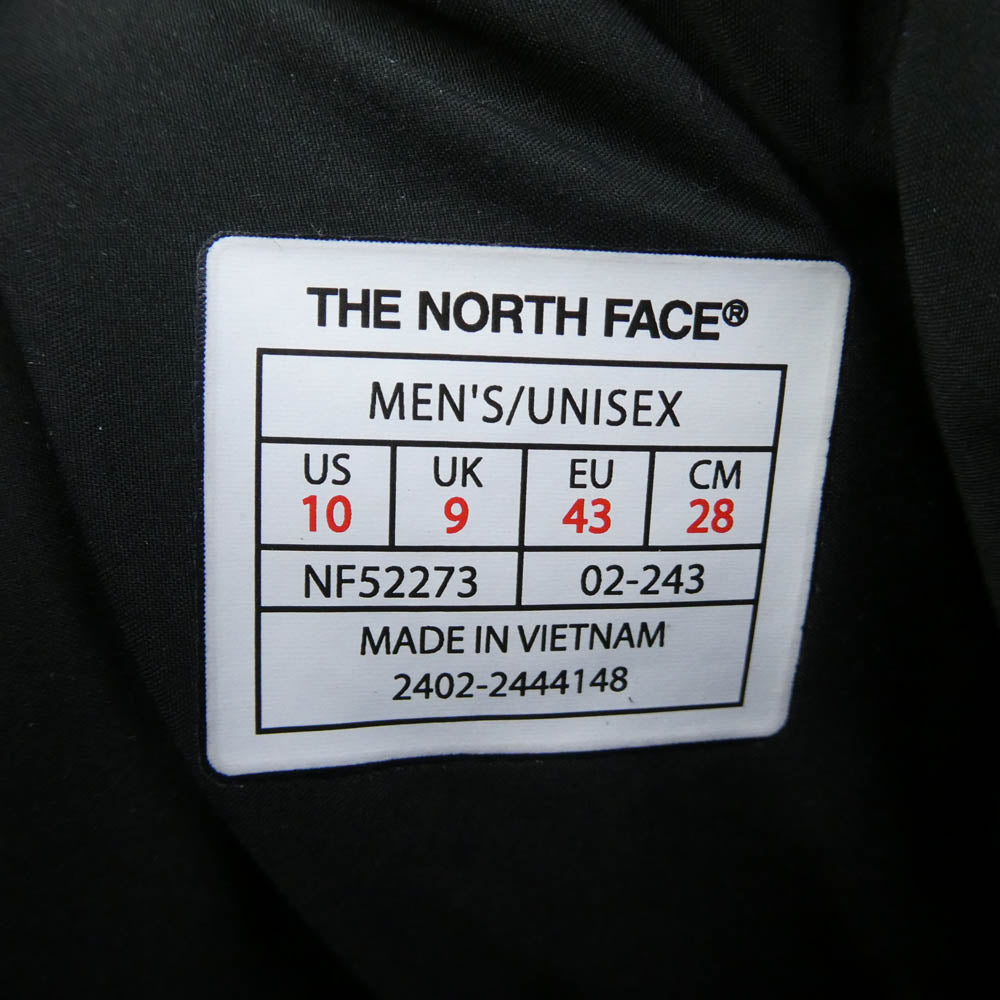 THE NORTH FACE®
MEN'S/UNISEX
US UK EU CM
10 9 43 28
NF52273 02-243
MADE IN VIETNAM
2402-2444148